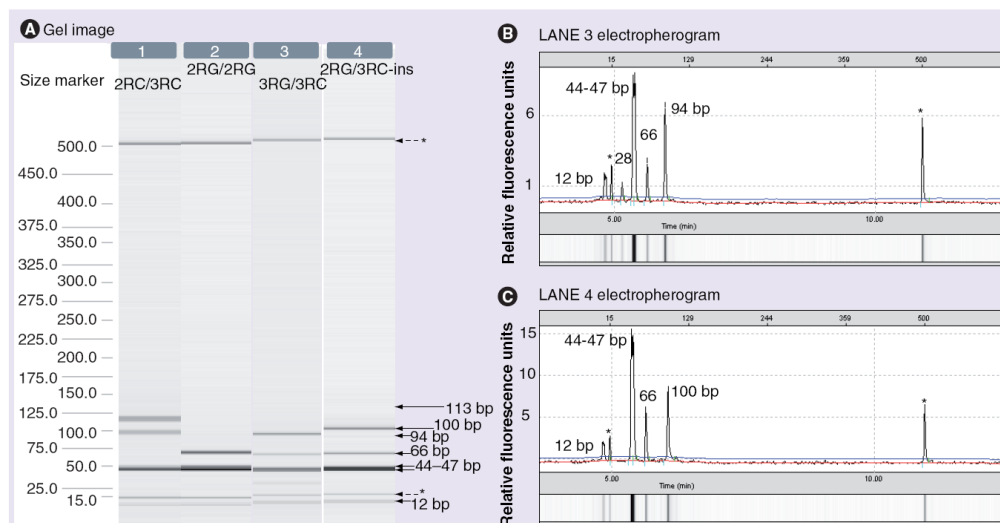 A Gel image
1 2 3 4
Size marker
2RC/3RC
2RG/2RG
3RG/3RC
2RG/3RC-ins
500.0
450.0
400.0
375.0
350.0
325.0
300.0
275.0
250.0
225.0
200.0
175.0
150.0
125.0
100.0
75.0
50.0
25.0
15.0
*
113 bp
100 bp
94 bp
66 bp
44–47 bp
*
12 bp
B LANE 3 electropherogram
Relative fluorescence units
15 129 244 359 500
6
1
44-47 bp
94 bp
66
* 28
12 bp
*
5.00 10.00
Time (min)
C LANE 4 electropherogram
Relative fluorescence units
15 129 244 359 500
15
10
5
44-47 bp
66
100 bp
*
12 bp
*
5.00 10.00
Time (min)